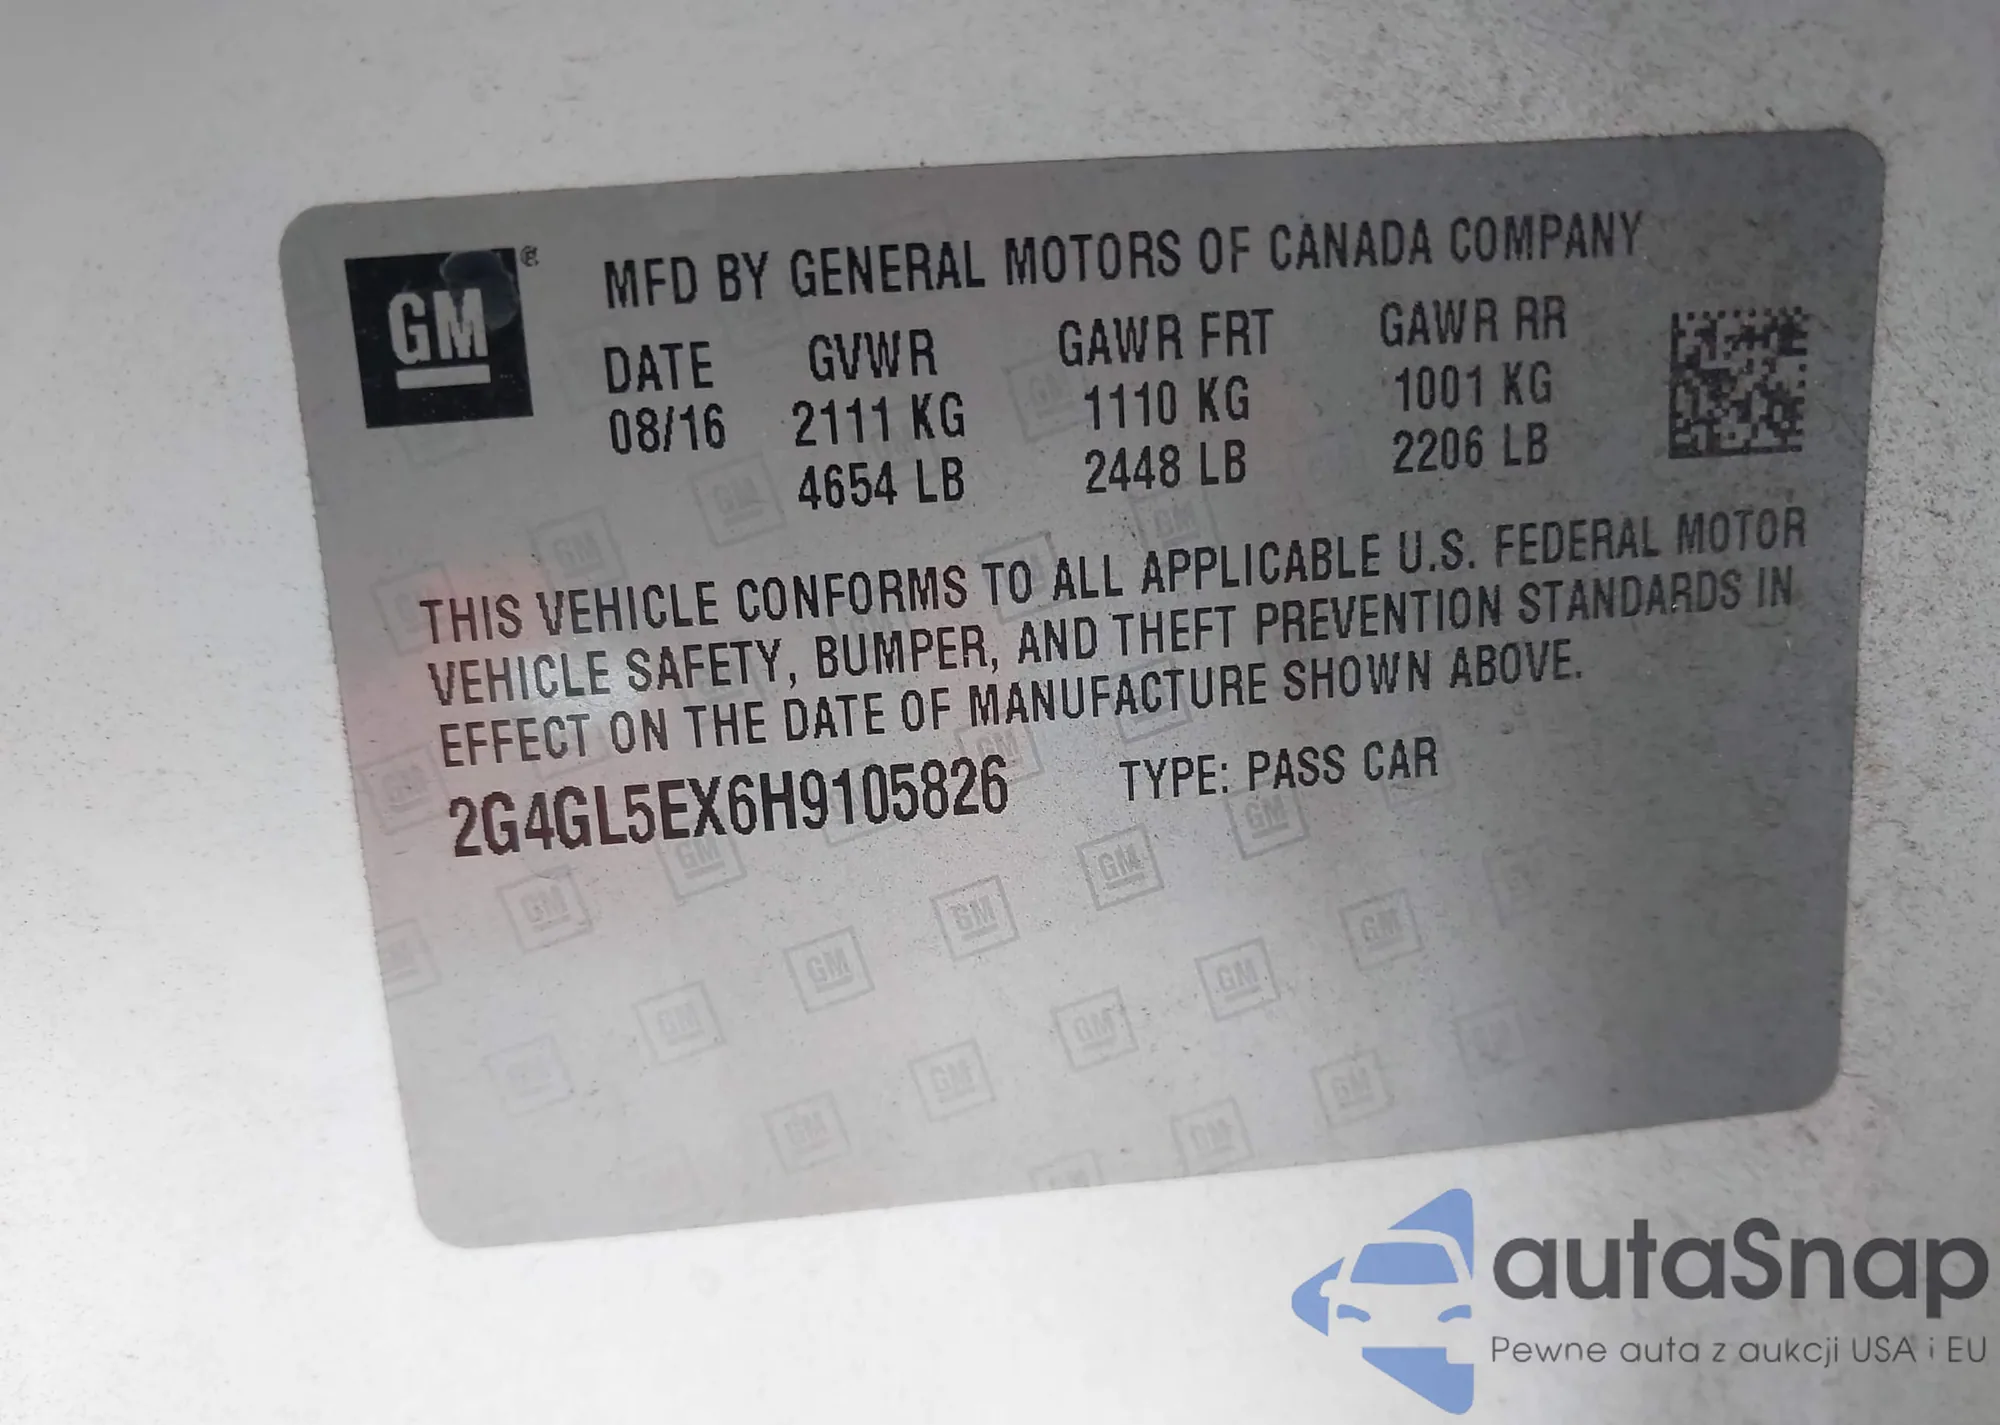 GM ® MFD BY GENERAL MOTORS OF CANADA COMPANY
DATE GVWR GAWR FRT GAWR RR
08/16 2111 KG 1110 KG 1001 KG
4654 LB 2448 LB 2206 LB
THIS VEHICLE CONFORMS TO ALL APPLICABLE U.S. FEDERAL MOTOR
VEHICLE SAFETY, BUMPER, AND THEFT PREVENTION STANDARDS IN
EFFECT ON THE DATE OF MANUFACTURE SHOWN ABOVE.
2G4GL5EX6H9105826 TYPE: PASS CAR
autaSnap
Pewne auta z aukcji USA i EU